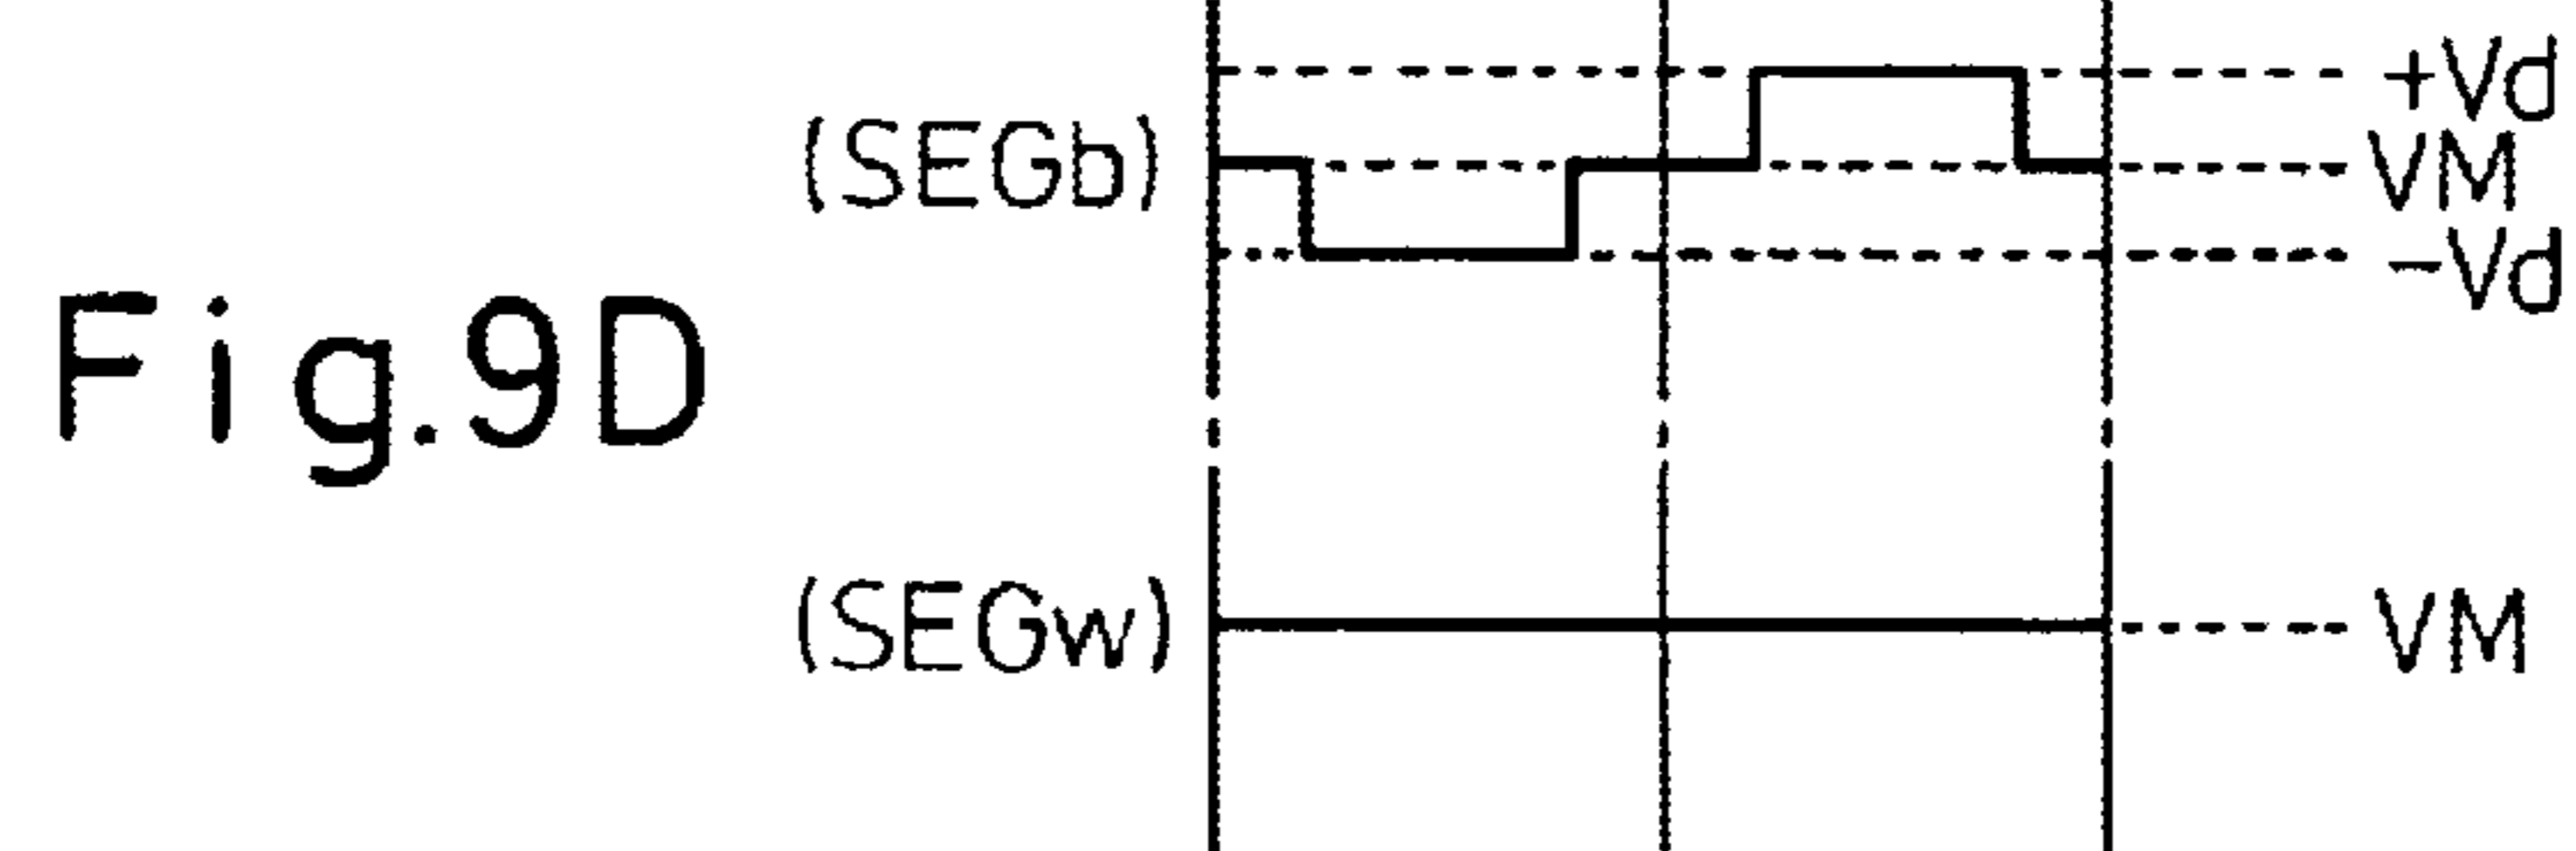 +Vd
(SEGb)
VM
-Vd
Fig.9D
(SEGw)
VM